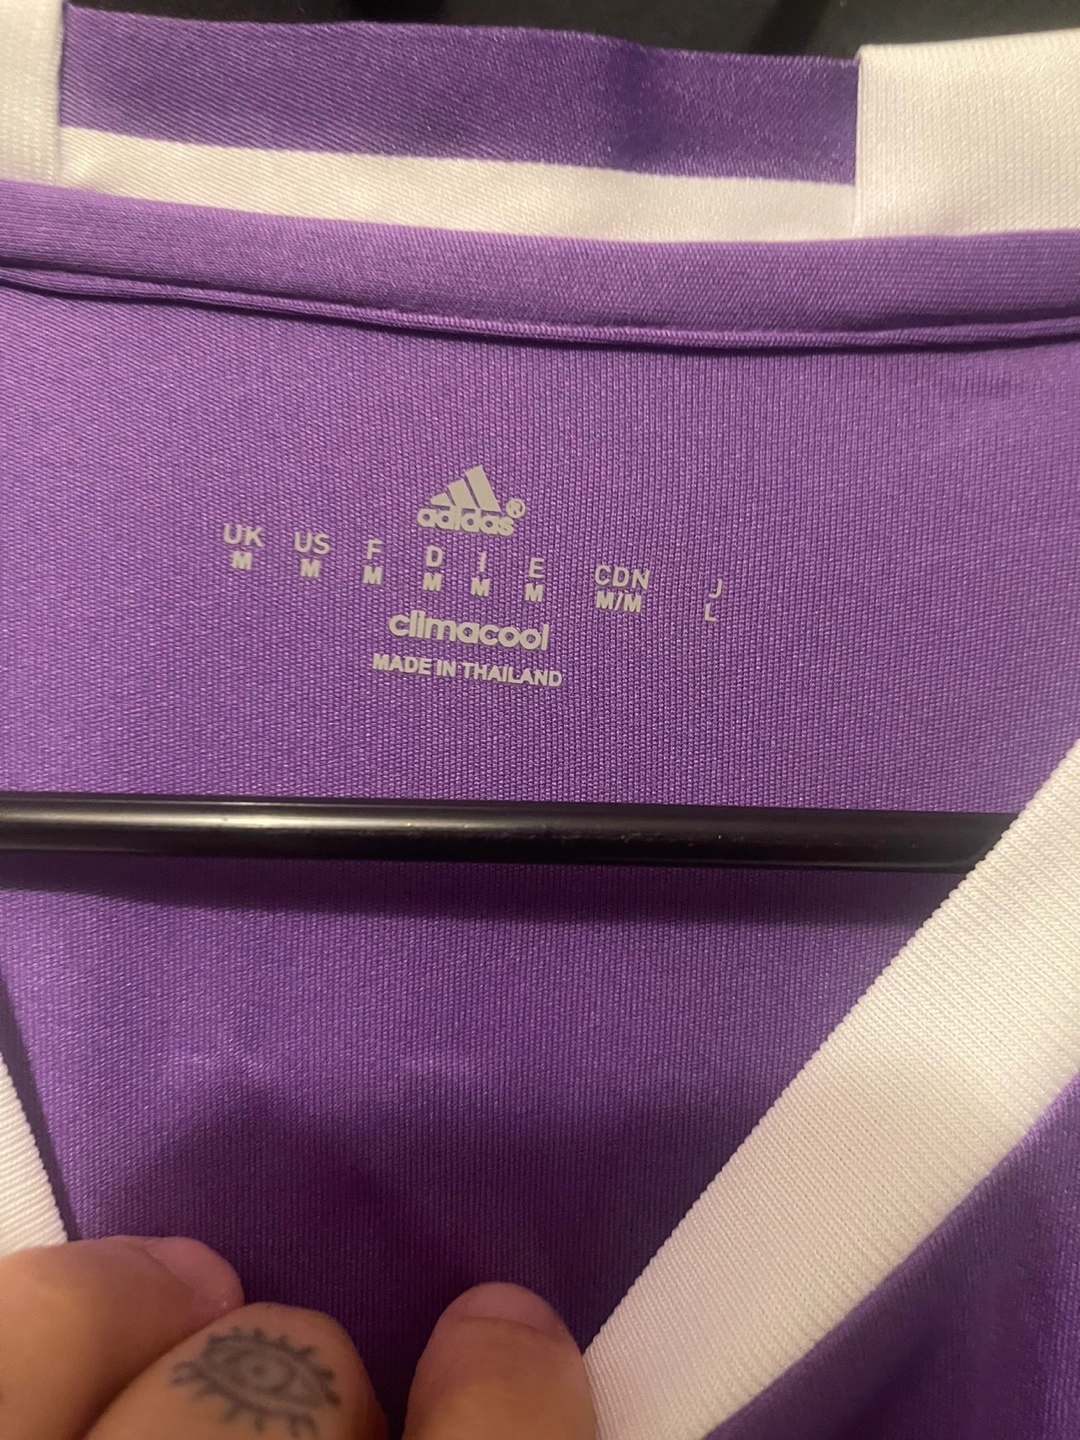 adidas®
UK US F D I E CDN J
M M M M M M M/M L
climacool
MADE IN THAILAND